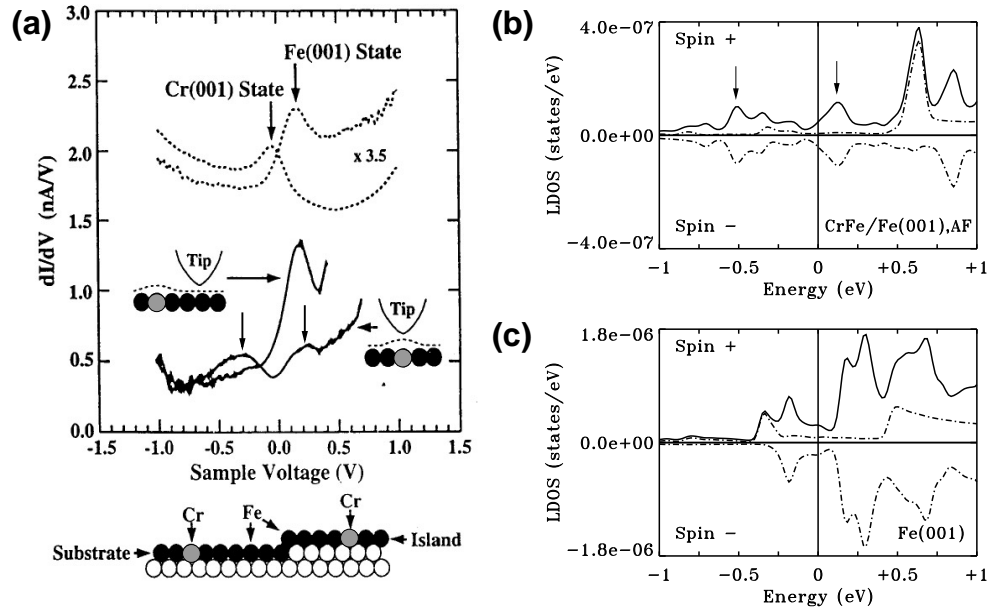 (a)
3.0
2.5
2.0
1.5
1.0
0.5
0.0
dI/dV (nA/V)
Fe(001) State
Cr(001) State
x 3.5
Tip
Tip
-1.5 -1.0 -0.5 0.0 0.5 1.0 1.5
Sample Voltage (V)
Cr Fe Cr
Substrate
Island
(b)
4.0e-07
0.0e+00
-4.0e-07
LDOS (states/eV)
Spin +
Spin -
CrFe/Fe(001),AF
-1 -0.5 0 +0.5 +1
Energy (eV)
(c)
1.8e-06
0.0e+00
-1.8e-06
LDOS (states/eV)
Spin +
Spin -
Fe(001)
-1 -0.5 0 +0.5 +1
Energy (eV)